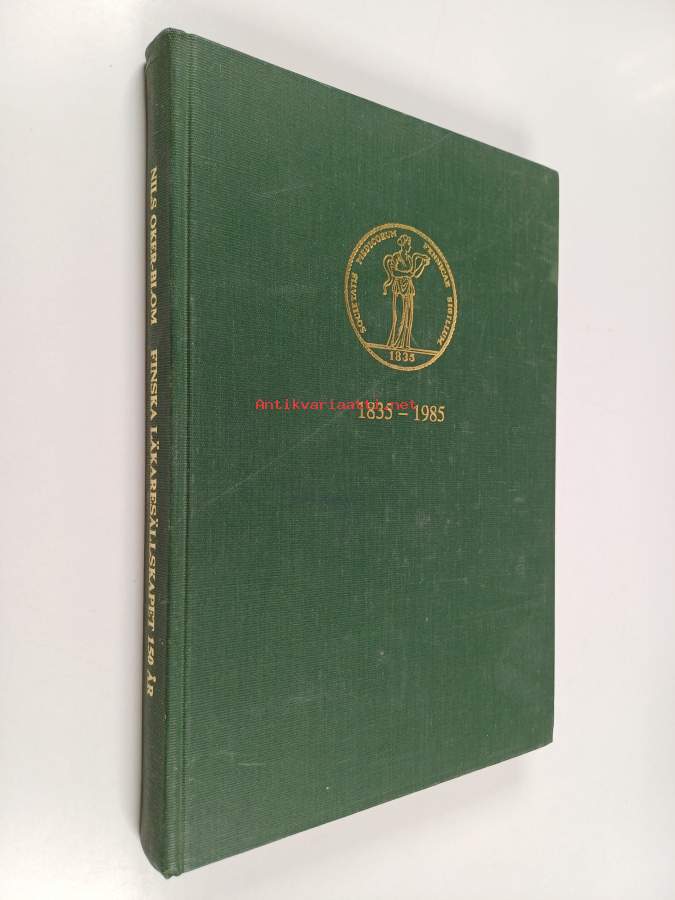 NILS OKER-BLOM FINSKA LÄKARESÄLLSKAPET 150 ÅR
SOCIETATIS MEDICORUM FENNICAE SIGILLUM
1835
1835 – 1985
Antikvariaatti.net